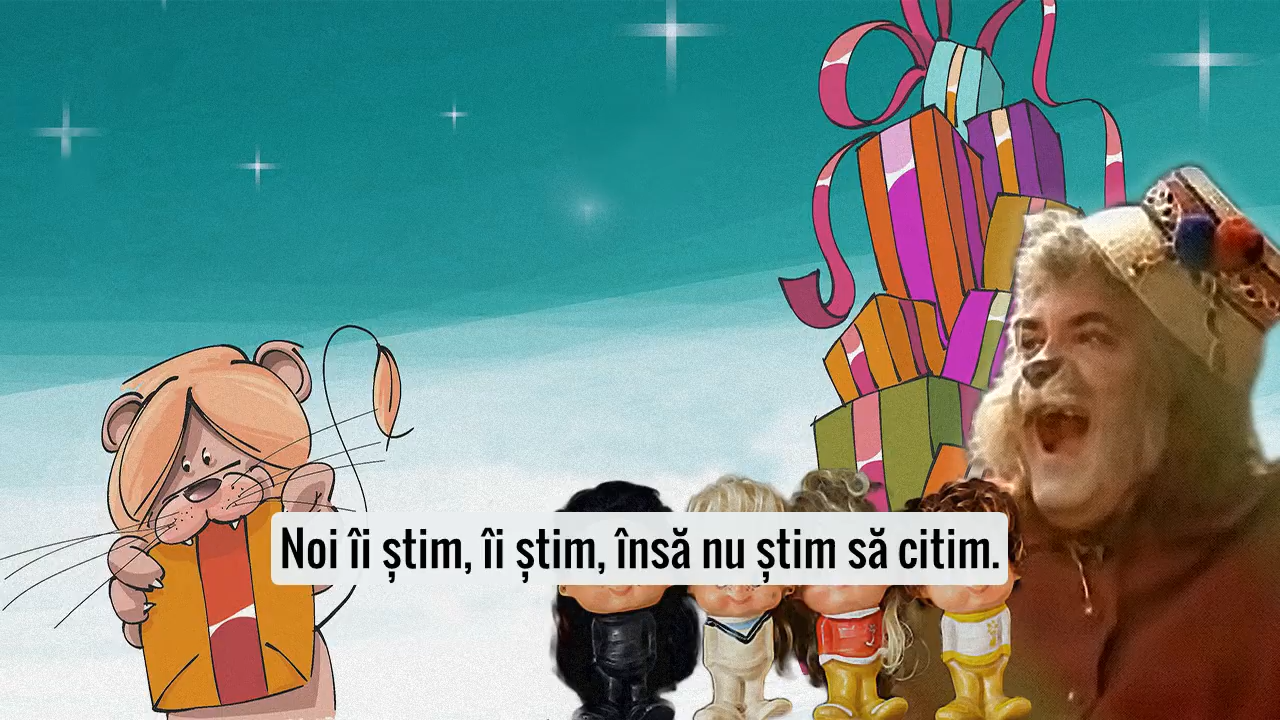 Noi îi știm, îi știm, însă nu știm să citim.